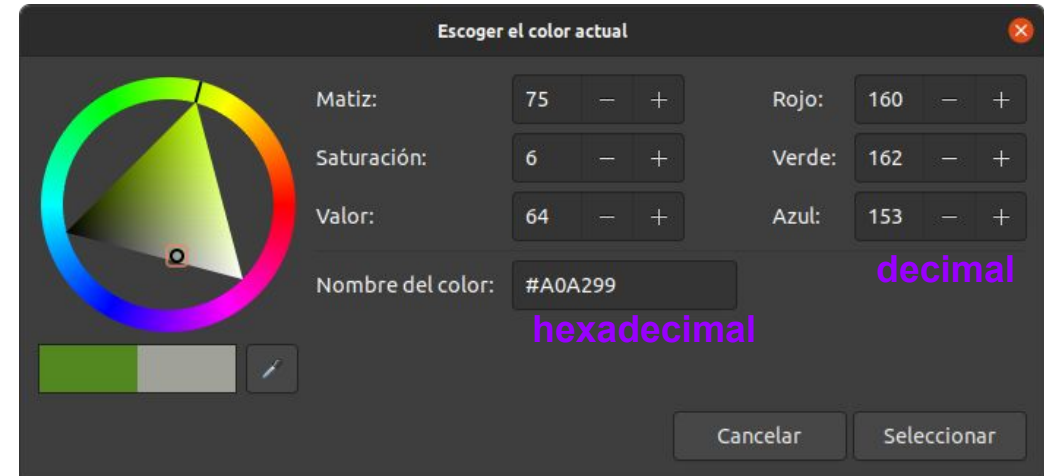 Escoger el color actual
Matiz: 75 − + Rojo: 160 − +
Saturación: 6 − + Verde: 162 − +
Valor: 64 − + Azul: 153 − +
decimal
Nombre del color: #A0A299
hexadecimal
Cancelar Seleccionar